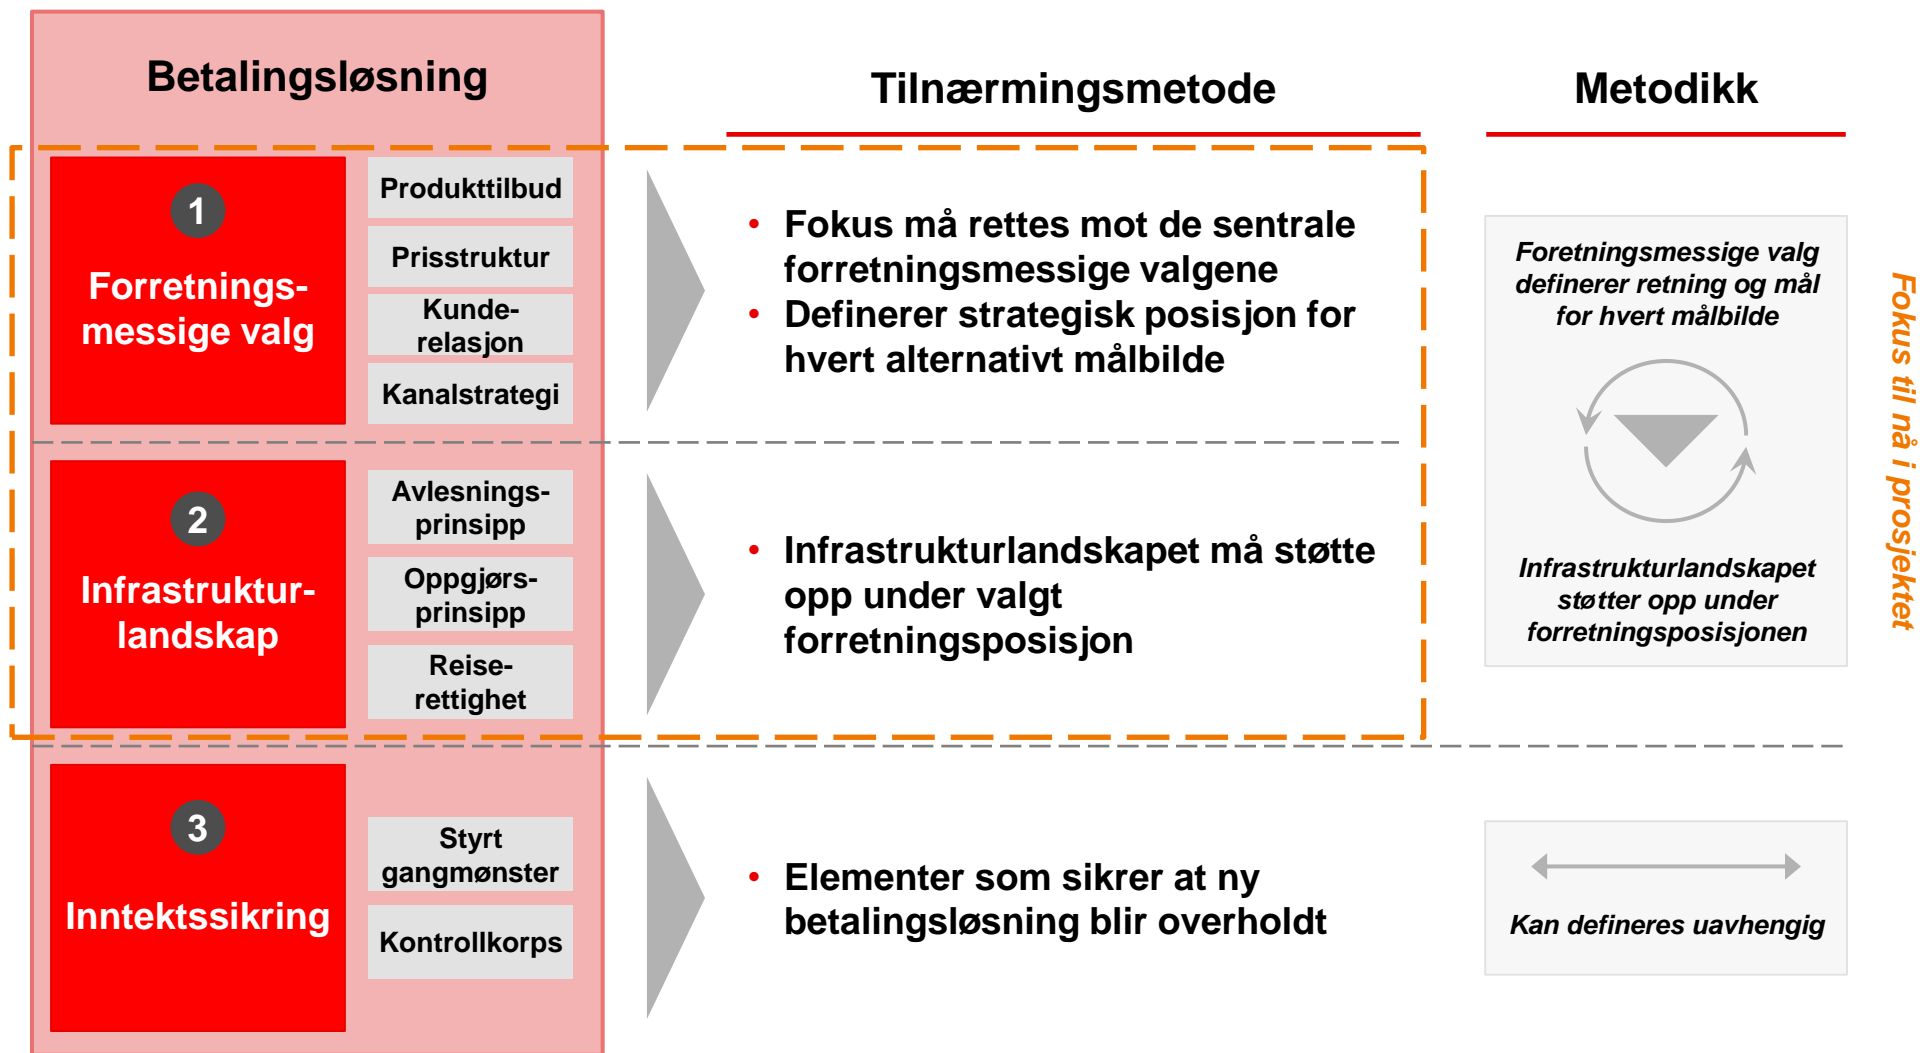 Betalingsløsning
Tilnærmingsmetode
Metodikk
1
Forretnings-
messige valg
Produkttilbud
Prisstruktur
Kunde-
relasjon
Kanalstrategi
• Fokus må rettes mot de sentrale
forretningsmessige valgene
• Definerer strategisk posisjon for
hvert alternativt målbilde
Foretningsmessige valg
definerer retning og mål
for hvert målbilde
2
Infrastruktur-
landskap
Avlesnings-
prinsipp
Oppgjørs-
prinsipp
Reise-
rettighet
• Infrastrukturlandskapet må støtte
opp under valgt
forretningsposisjon
Infrastrukturlandskapet
støtter opp under
forretningsposisjonen
Fokus til nå i prosjektet
3
Inntektssikring
Styrt
gangmønster
Kontrollkorps
• Elementer som sikrer at ny
betalingsløsning blir overholdt
Kan defineres uavhengig